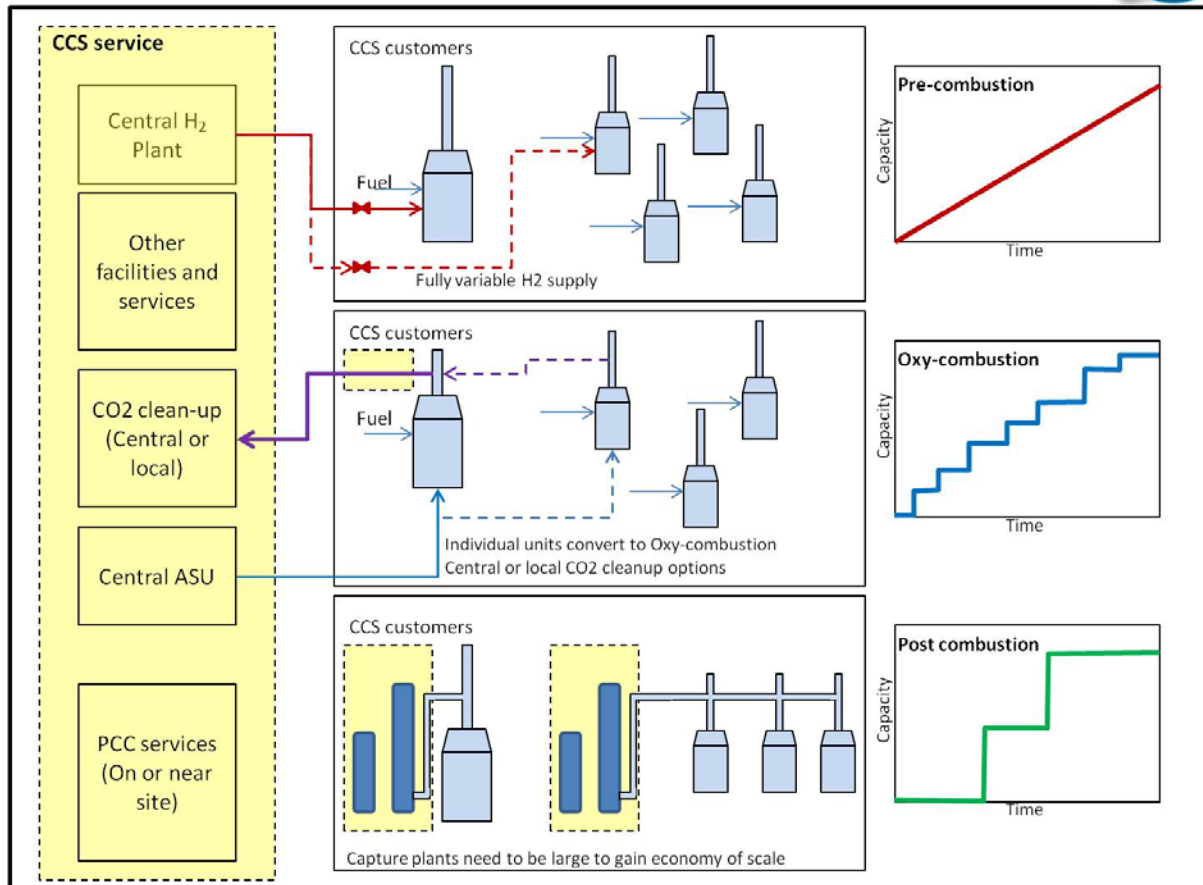 CCS service
Central H₂
Plant
Other
facilities and
services
CO2 clean-up
(Central or
local)
Central ASU
PCC services
(On or near
site)
CCS customers
Fuel
Fully variable H2 supply
CCS customers
Fuel
Individual units convert to Oxy-combustion
Central or local CO2 cleanup options
CCS customers
Capture plants need to be large to gain economy of scale
Pre-combustion
Capacity
Time
Oxy-combustion
Capacity
Time
Post combustion
Capacity
Time